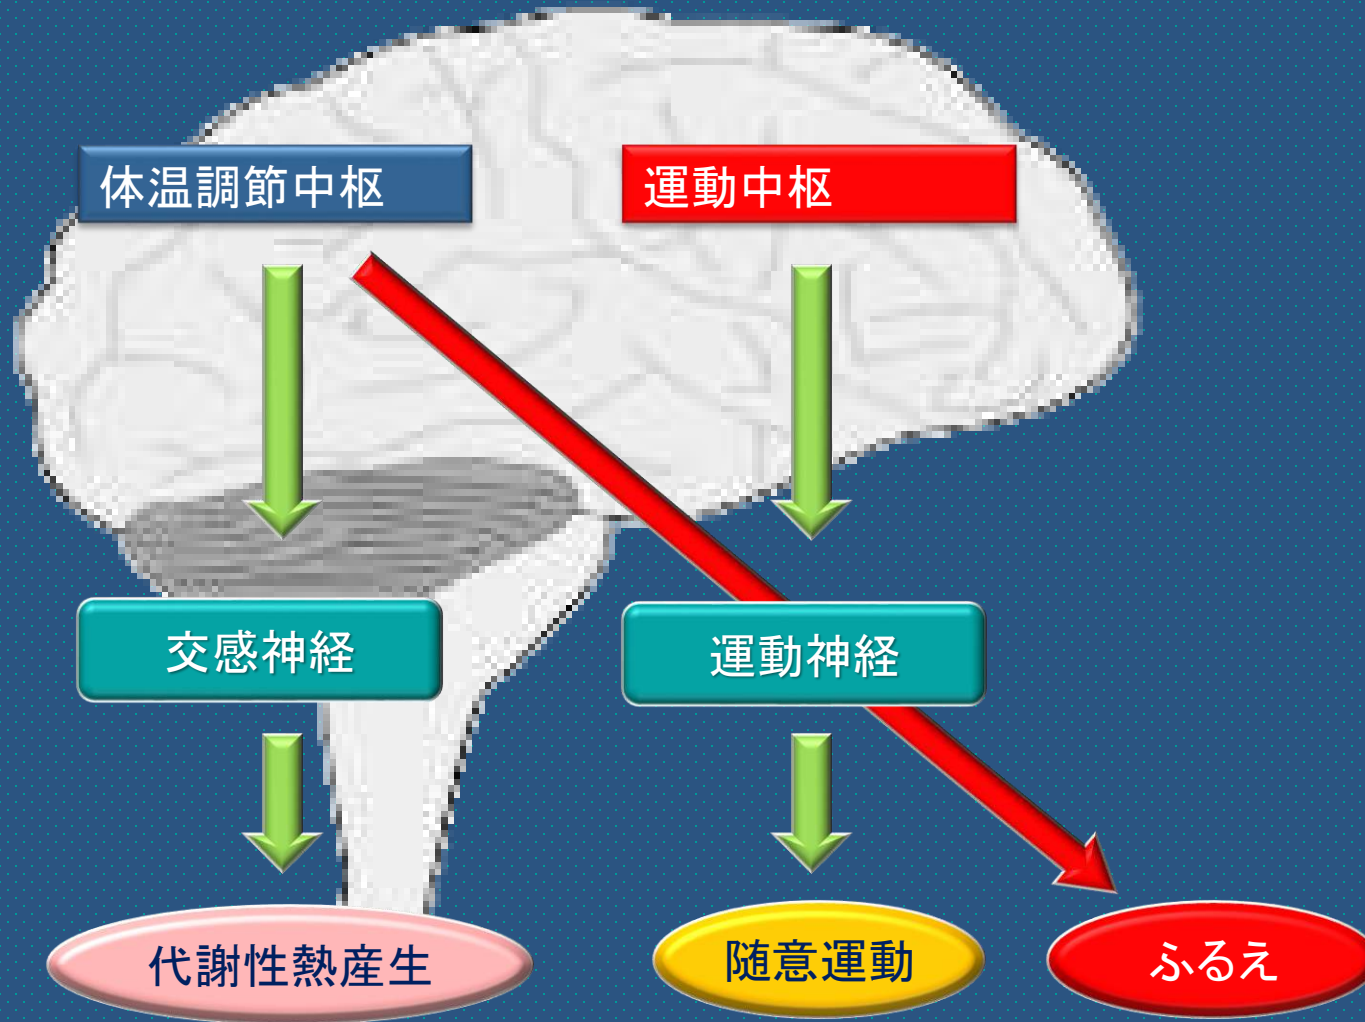 体温調節中枢
運動中枢
交感神経
運動神経
代謝性熱産生
随意運動
ふるえ